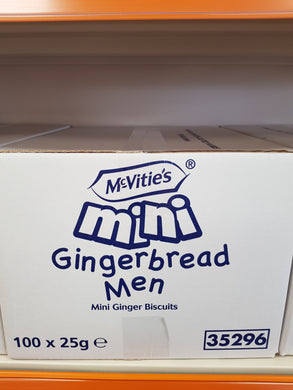 McVitie's ®
mini
Gingerbread
Men
Mini Ginger Biscuits
100 x 25g ℮
35296